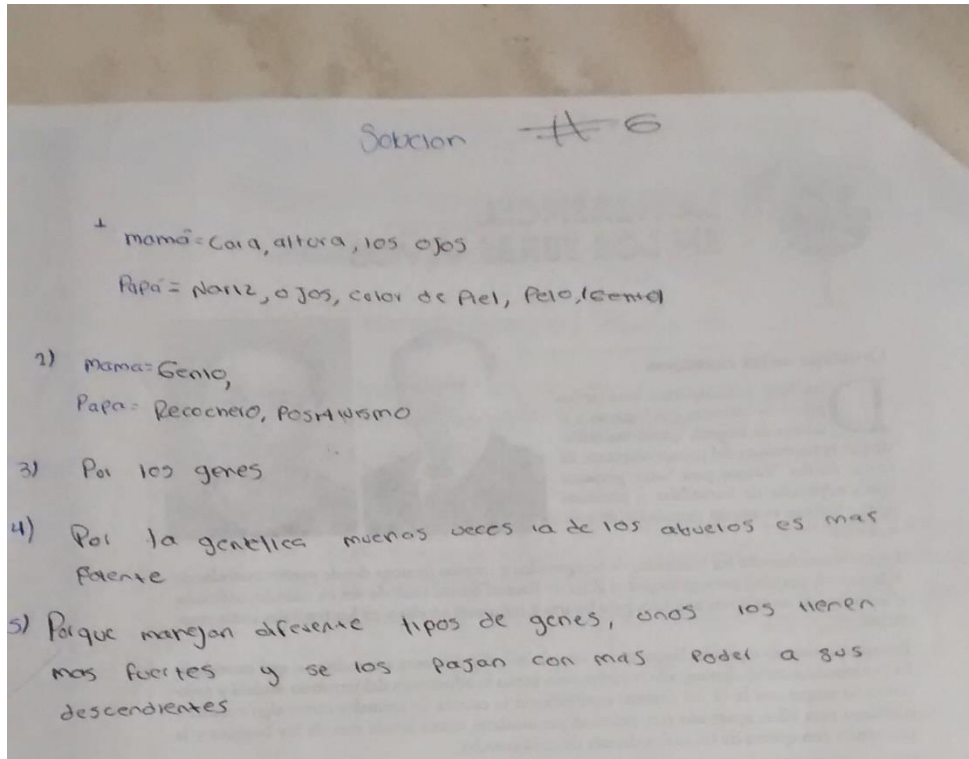 Solucion # 6
1 mamá = Cara, altura, los ojos
Papá = Nariz, ojos, color de Piel, Pelo,
2) mama = Genio,
Papa = Recochero, Positivismo
3) Por los genes
4) Por la genetica muchas veces la de los abuelos es mas
Potente
5) Porque manejan diferente tipos de genes, unos los tienen
mas fuertes y se los pasan con mas Poder a sus
descendientes